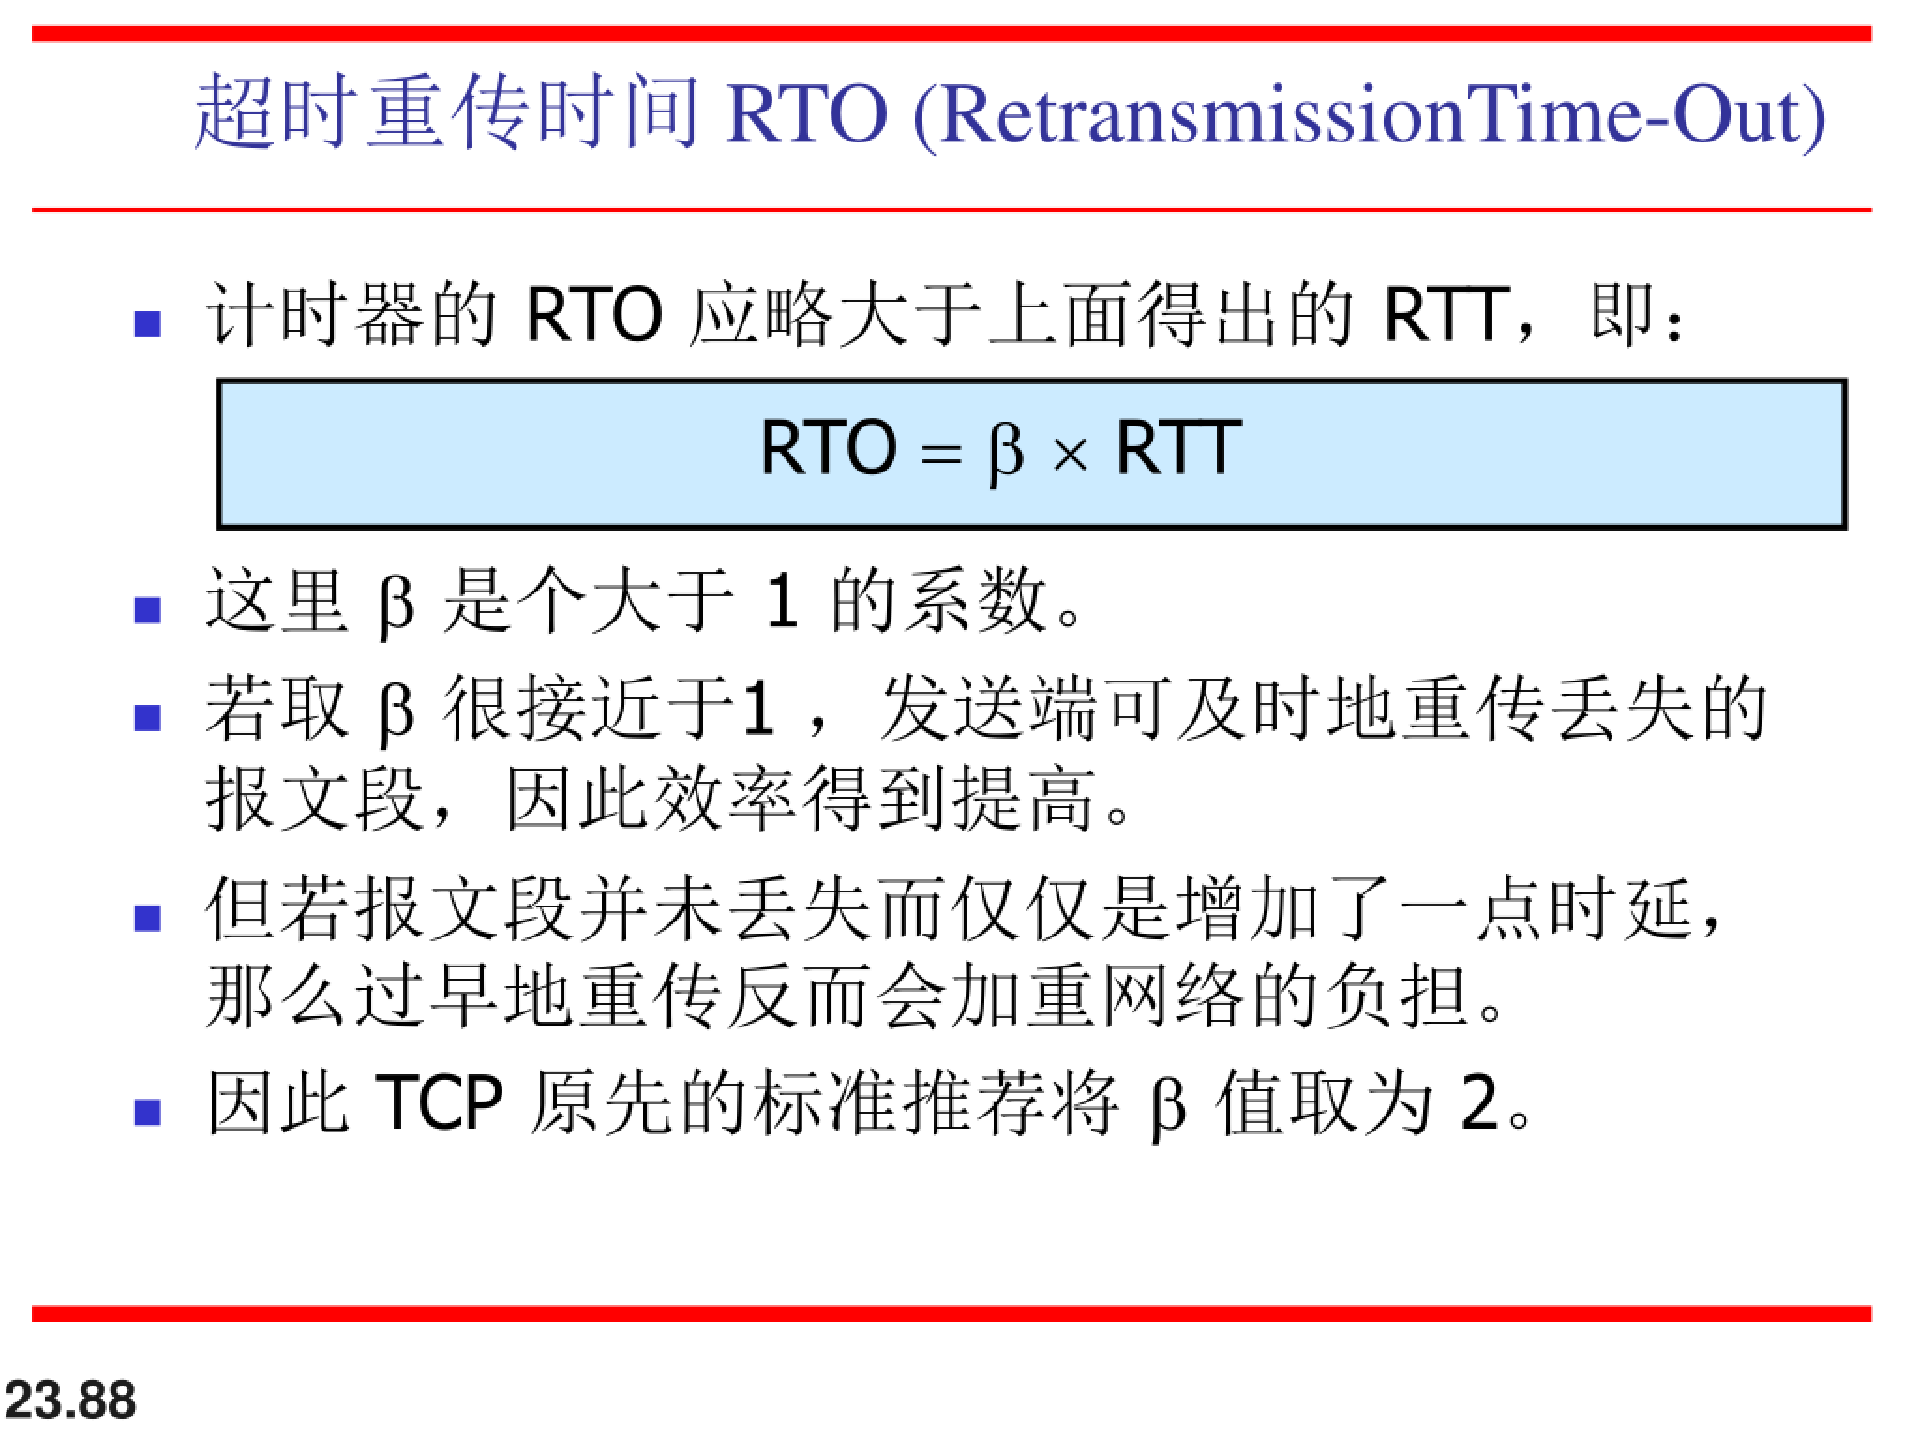 超时重传时间 RTO (RetransmissionTime-Out)
计时器的 RTO 应略大于上面得出的 RTT，即：
RTO = β × RTT
这里 β 是个大于 1 的系数。
若取 β 很接近于1 ，发送端可及时地重传丢失的
报文段，因此效率得到提高。
但若报文段并未丢失而仅仅是增加了一点时延，
那么过早地重传反而会加重网络的负担。
因此 TCP 原先的标准推荐将 β 值取为 2。
23.88